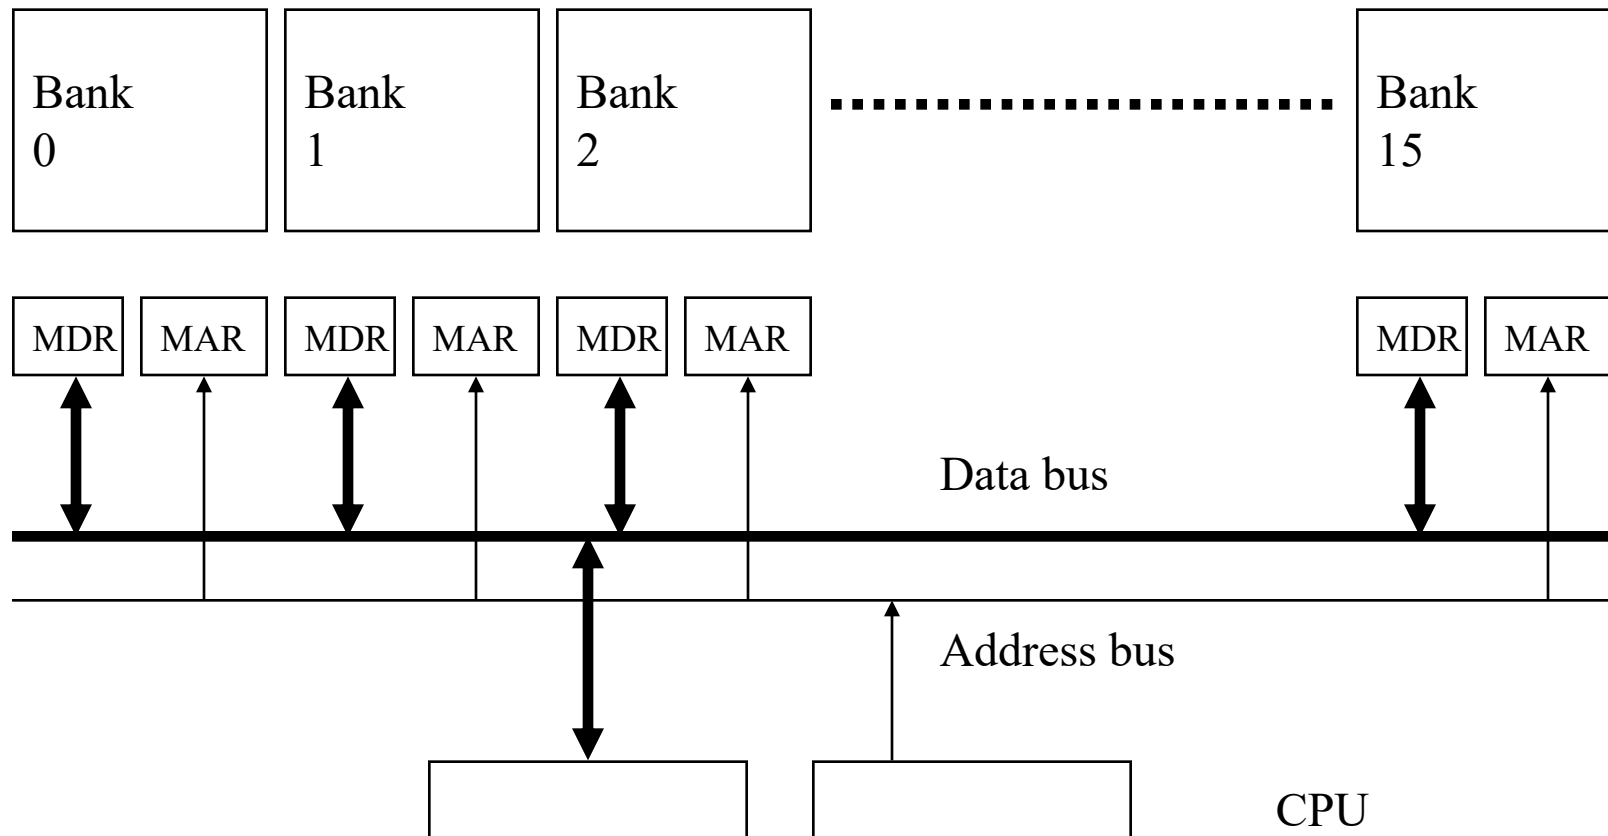 Bank
0
Bank
1
Bank
2
Bank
15
MDR
MAR
MDR
MAR
MDR
MAR
MDR
MAR
Data bus
Address bus
CPU